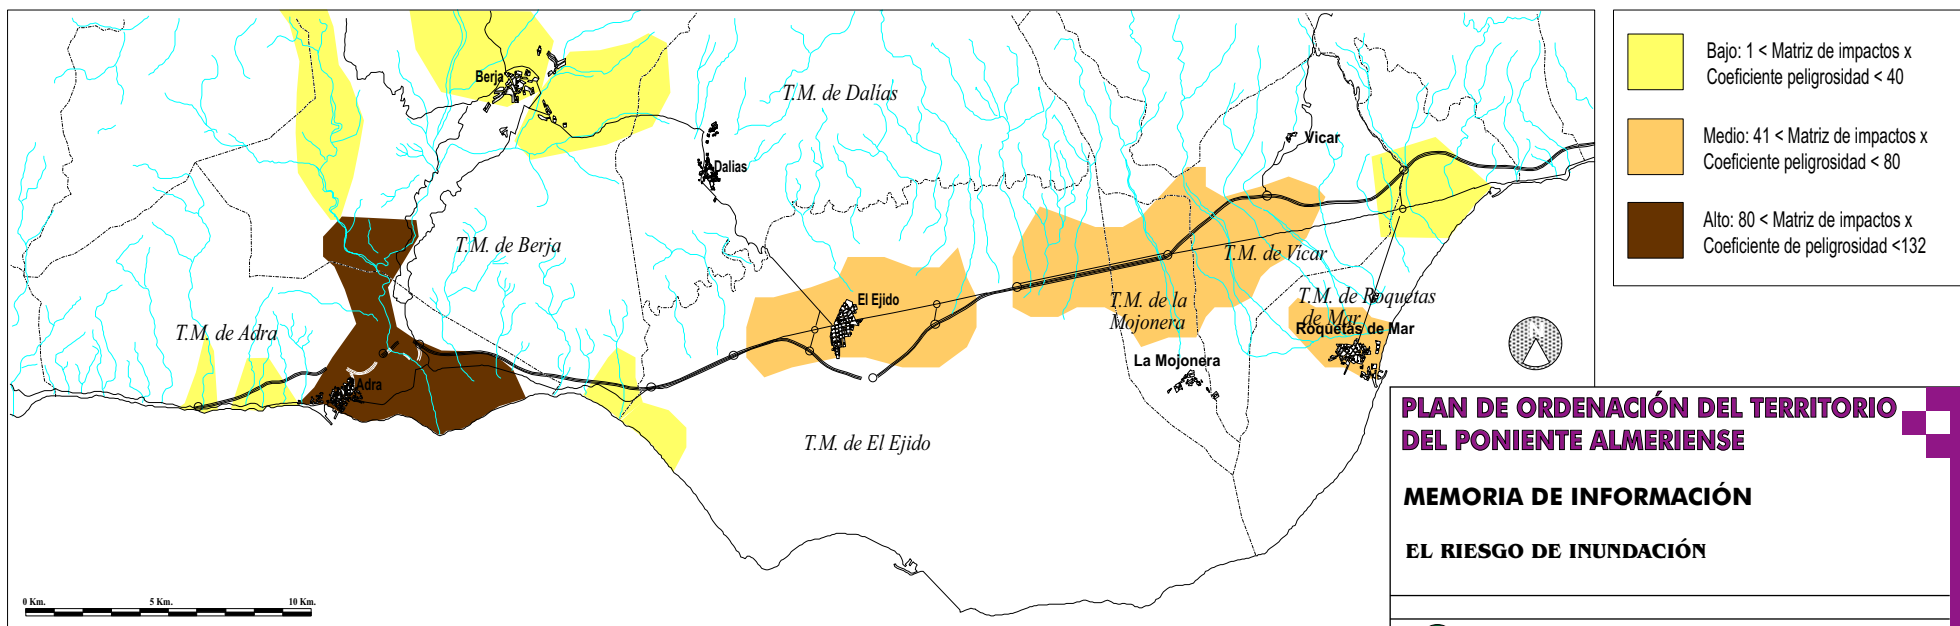 Berja
T.M. de Dalías
Vicar
Dalias
T.M. de Berja
T.M. de Vicar
El Ejido
T.M. de la
Mojonera
T.M. de Roquetas
de Mar
Roquetas de Mar
T.M. de Adra
La Mojonera
Adra
T.M. de El Ejido
0 Km.
5 Km.
10 Km.
Bajo: 1 < Matriz de impactos x
Coeficiente peligrosidad < 40
Medio: 41 < Matriz de impactos x
Coeficiente peligrosidad < 80
Alto: 80 < Matriz de impactos x
Coeficiente de peligrosidad <132
PLAN DE ORDENACIÓN DEL TERRITORIO
DEL PONIENTE ALMERIENSE
MEMORIA DE INFORMACIÓN
EL RIESGO DE INUNDACIÓN